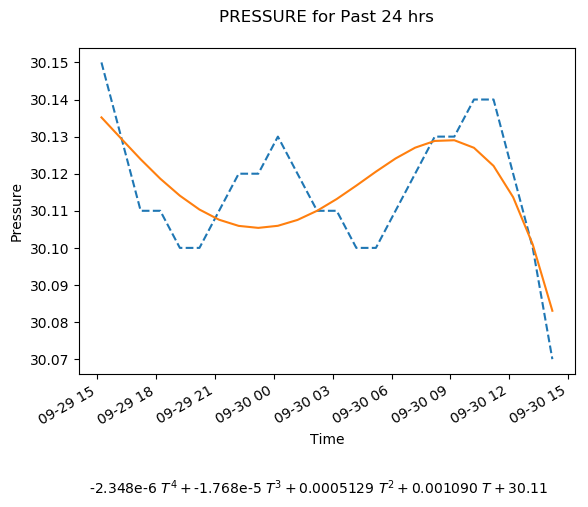 PRESSURE for Past 24 hrs
30.15
30.14
30.13
30.12
30.11
30.10
30.09
30.08
30.07
Pressure
09-29 15 09-29 18 09-29 21 09-30 00 09-30 03 09-30 06 09-30 09 09-30 12 09-30 15
Time
-2.348e-6 T⁴ + -1.768e-5 T³ + 0.0005129 T² + 0.001090 T + 30.11